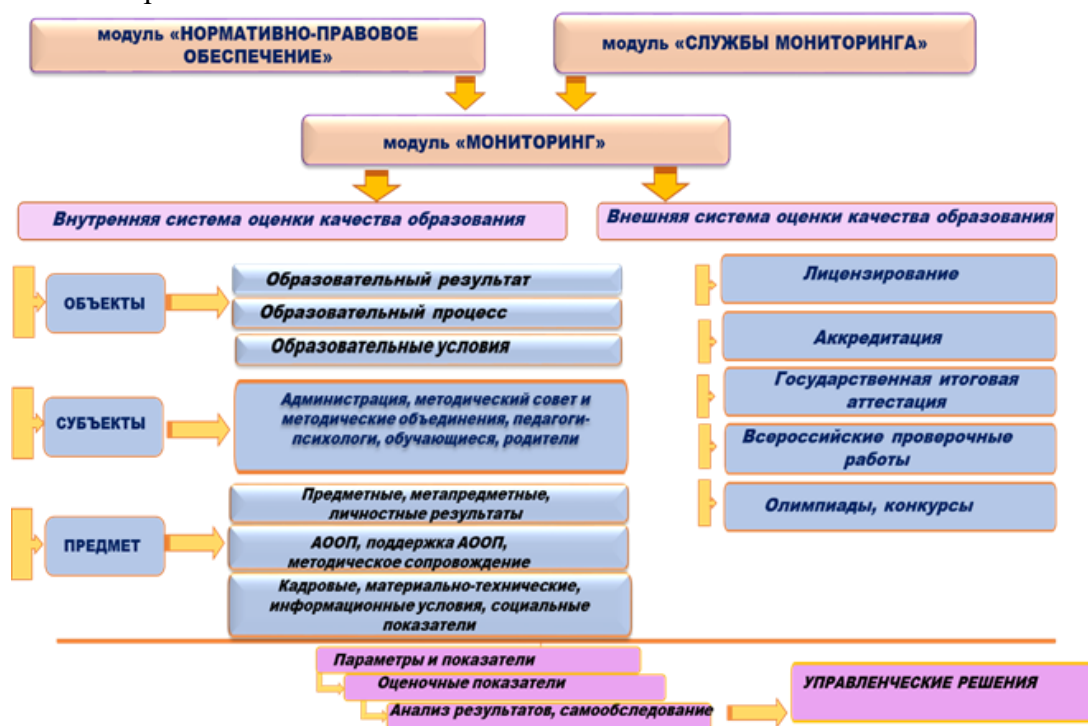 модуль «НОРМАТИВНО-ПРАВОВОЕ
ОБЕСПЕЧЕНИЕ»
модуль «СЛУЖБЫ МОНИТОРИНГА»
модуль «МОНИТОРИНГ»
Внутренняя система оценки качества образования
Внешняя система оценки качества образования
ОБЪЕКТЫ
Образовательный результат
Образовательный процесс
Образовательные условия
СУБЪЕКТЫ
Администрация, методический совет и
методические объединения, педагоги-
психологи, обучающиеся, родители
ПРЕДМЕТ
Предметные, метапредметные,
личностные результаты
АООП, поддержка АООП,
методическое сопровождение
Кадровые, материально-технические,
информационные условия, социальные
показатели
Лицензирование
Аккредитация
Государственная итоговая
аттестация
Всероссийские проверочные
работы
Олимпиады, конкурсы
Параметры и показатели
Оценочные показатели
Анализ результатов, самообследование
УПРАВЛЕНЧЕСКИЕ РЕШЕНИЯ